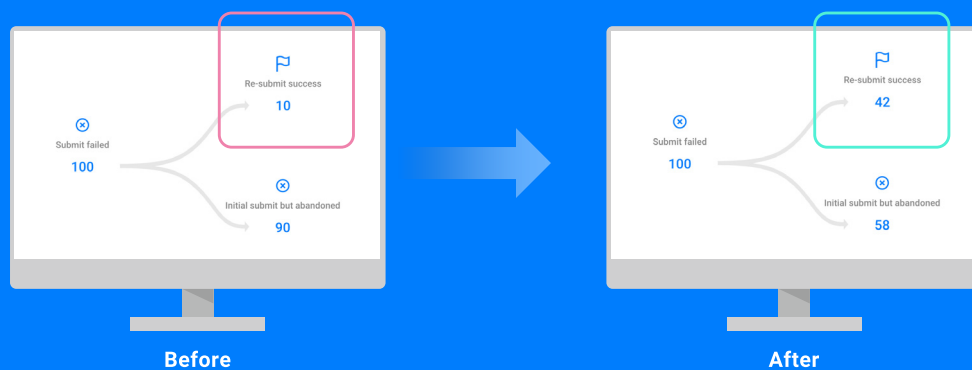 Re-submit success
10
Submit failed
100
Initial submit but abandoned
90
Before
Re-submit success
42
Submit failed
100
Initial submit but abandoned
58
After